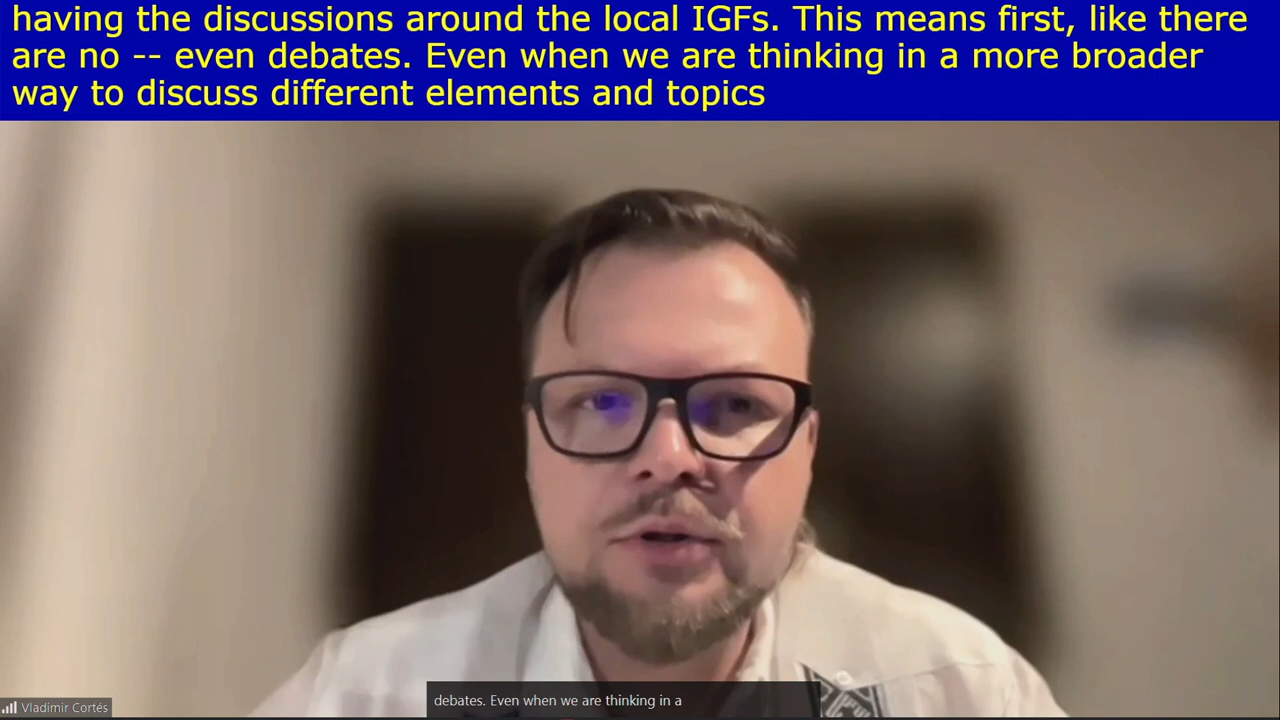 having the discussions around the local IGFs. This means first, like there
are no -- even debates. Even when we are thinking in a more broader
way to discuss different elements and topics
debates. Even when we are thinking in a
Vladimir Cortés